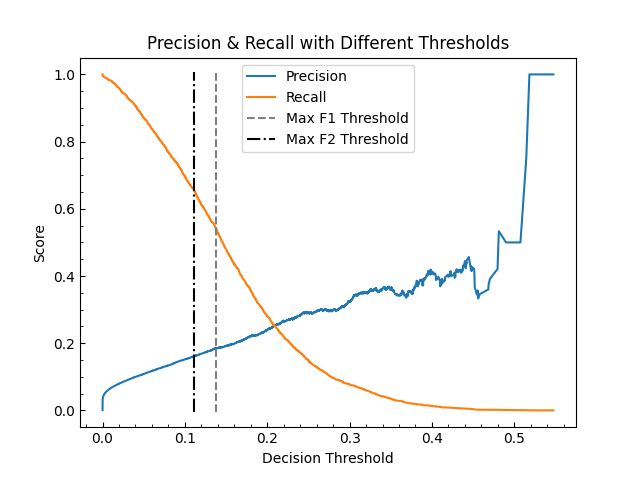 Precision & Recall with Different Thresholds
Precision
Recall
Max F1 Threshold
Max F2 Threshold
Score
1.0
0.8
0.6
0.4
0.2
0.0
0.0 0.1 0.2 0.3 0.4 0.5
Decision Threshold